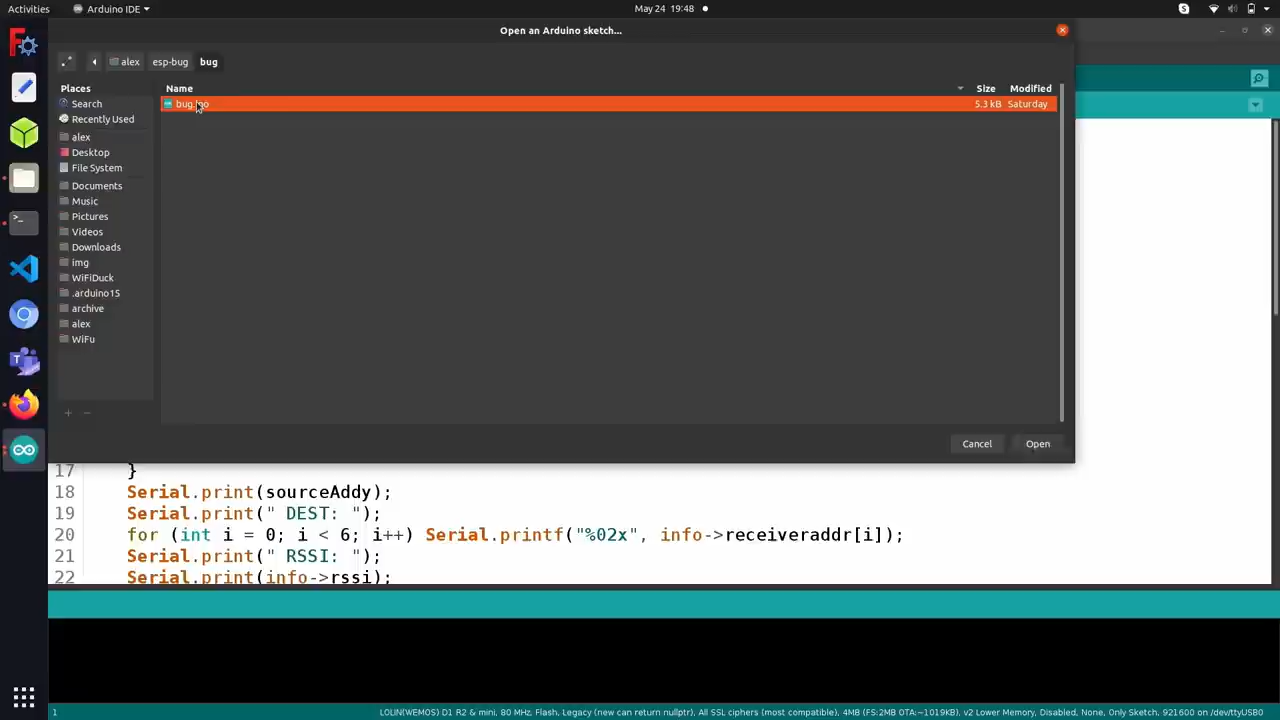 Activities Arduino IDE May 24 19:48
Open an Arduino sketch...
alex esp-bug bug
Places
Search
Recently Used
alex
Desktop
File System
Documents
Music
Pictures
Videos
Downloads
img
WiFiDuck
.arduino15
archive
alex
WiFu
Name Size Modified
5.3 kB Saturday
Cancel Open
17 }
18 Serial.print(sourceAddy);
19 Serial.print(" DEST: ");
20 for (int i = 0; i < 6; i++) Serial.printf("%02x", info->receiveraddr[i]);
21 Serial.print(" RSSI: ");
22 Serial.print(info->rssi);
1 LOLIN(WEMOS) D1 R2 & mini, 80 MHz, Flash, Legacy (new can return nullptr), All SSL ciphers (most compatible), 4MB (FS:2MB OTA:~1019KB), v2 Lower Memory, Disabled, None, Only Sketch, 921600 on /dev/ttyUSB0